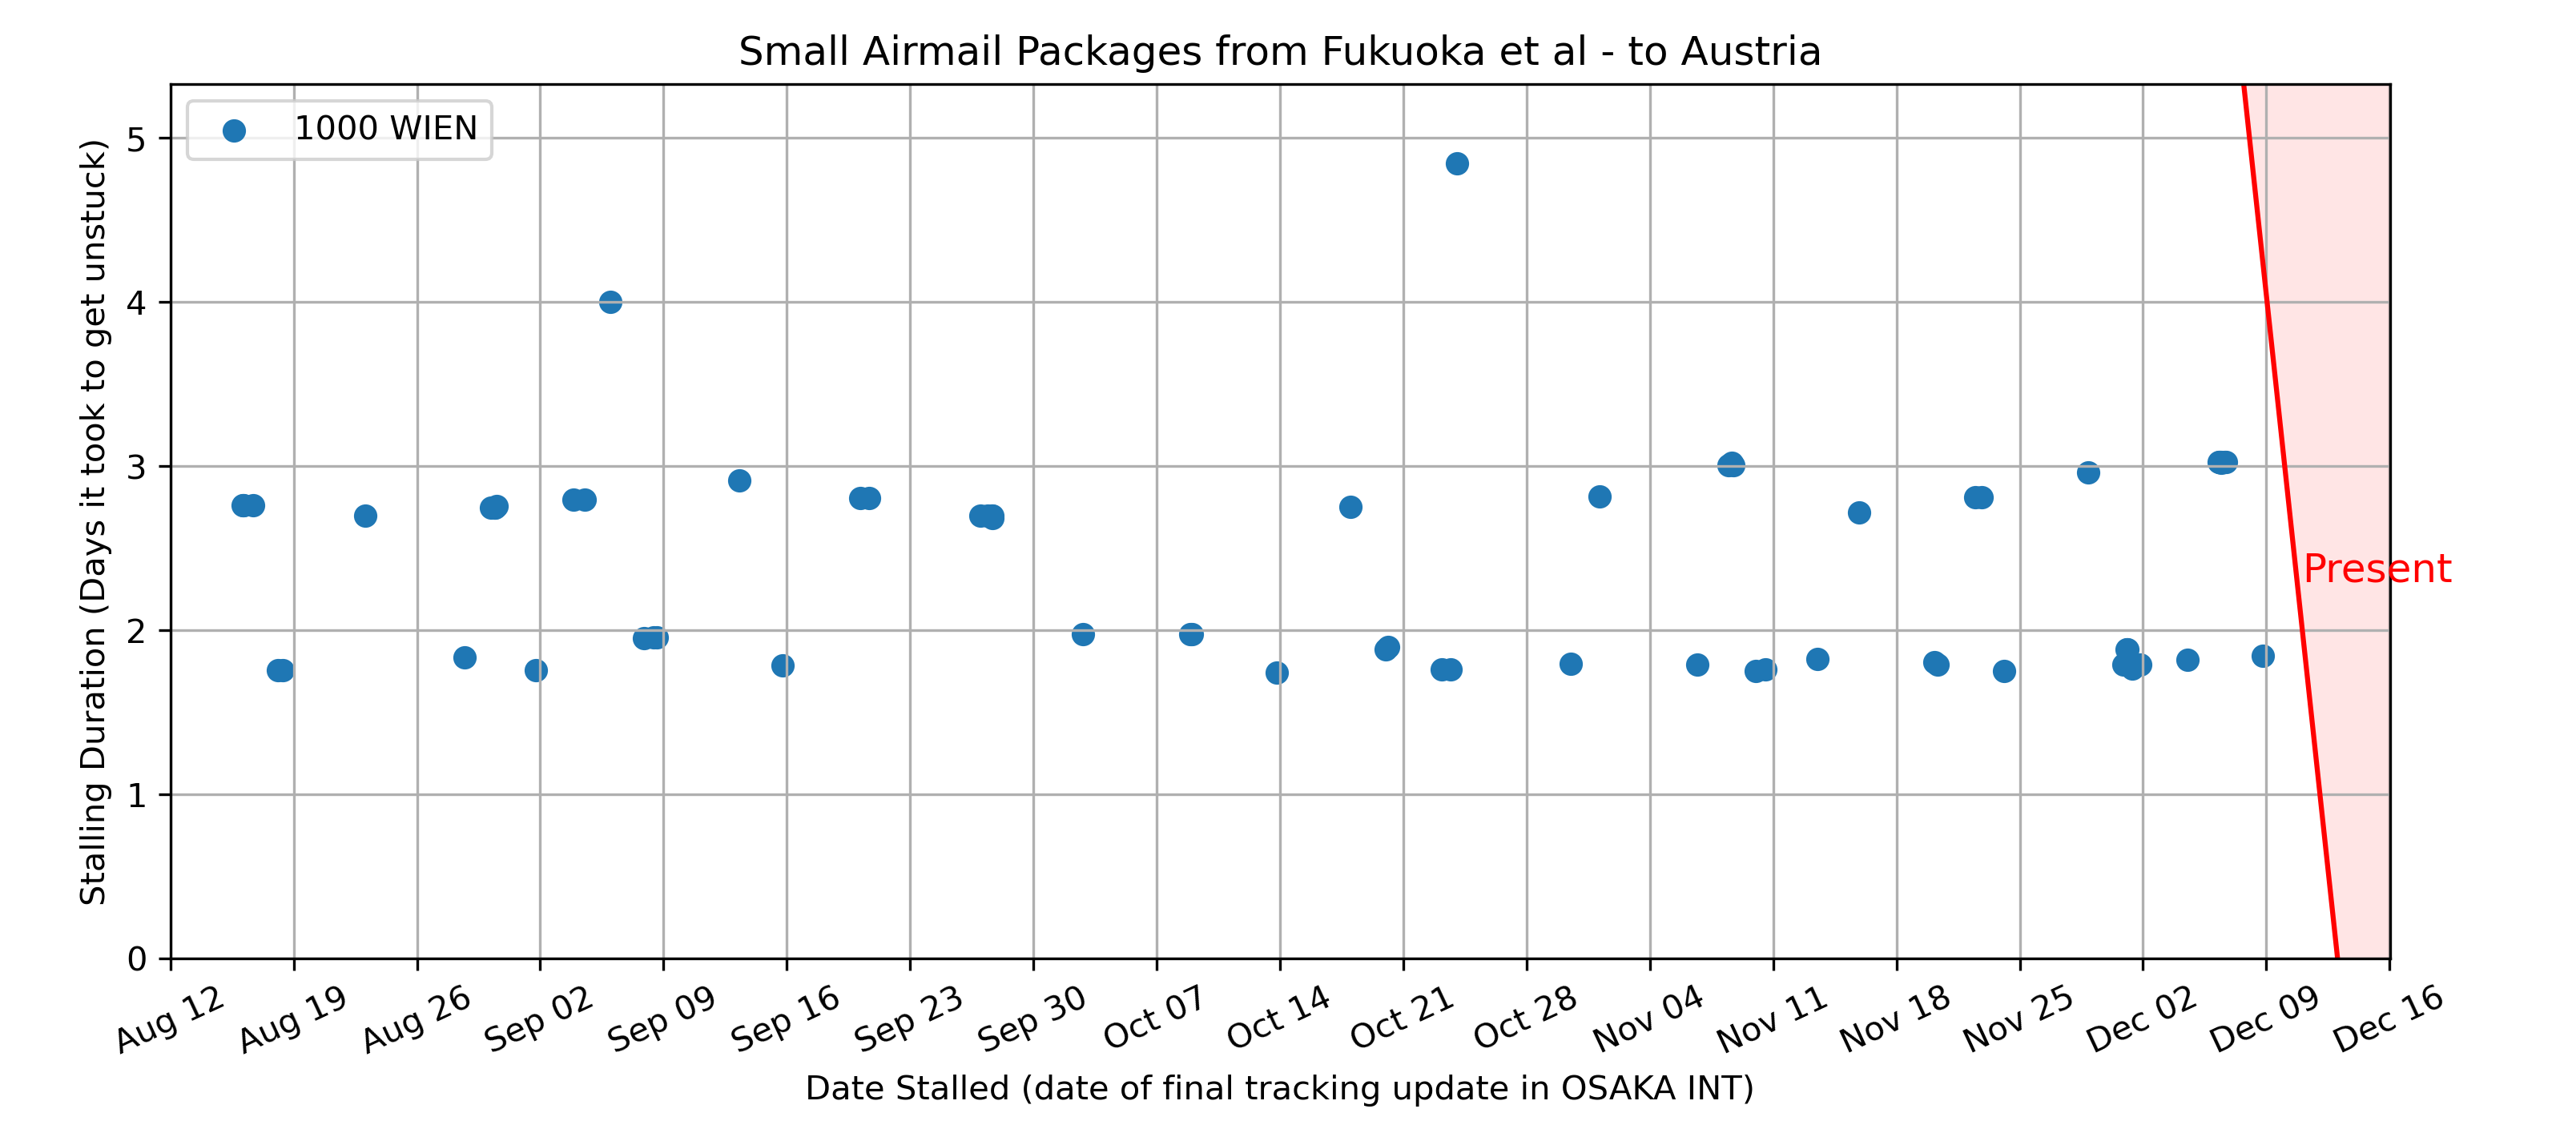 Small Airmail Packages from Fukuoka et al - to Austria
1000 WIEN
Stalling Duration (Days it took to get unstuck)
5
4
3
2
1
0
Present
Aug 12
Aug 19
Aug 26
Sep 02
Sep 09
Sep 16
Sep 23
Sep 30
Oct 07
Oct 14
Oct 21
Oct 28
Nov 04
Nov 11
Nov 18
Nov 25
Dec 02
Dec 09
Dec 16
Date Stalled (date of final tracking update in OSAKA INT)